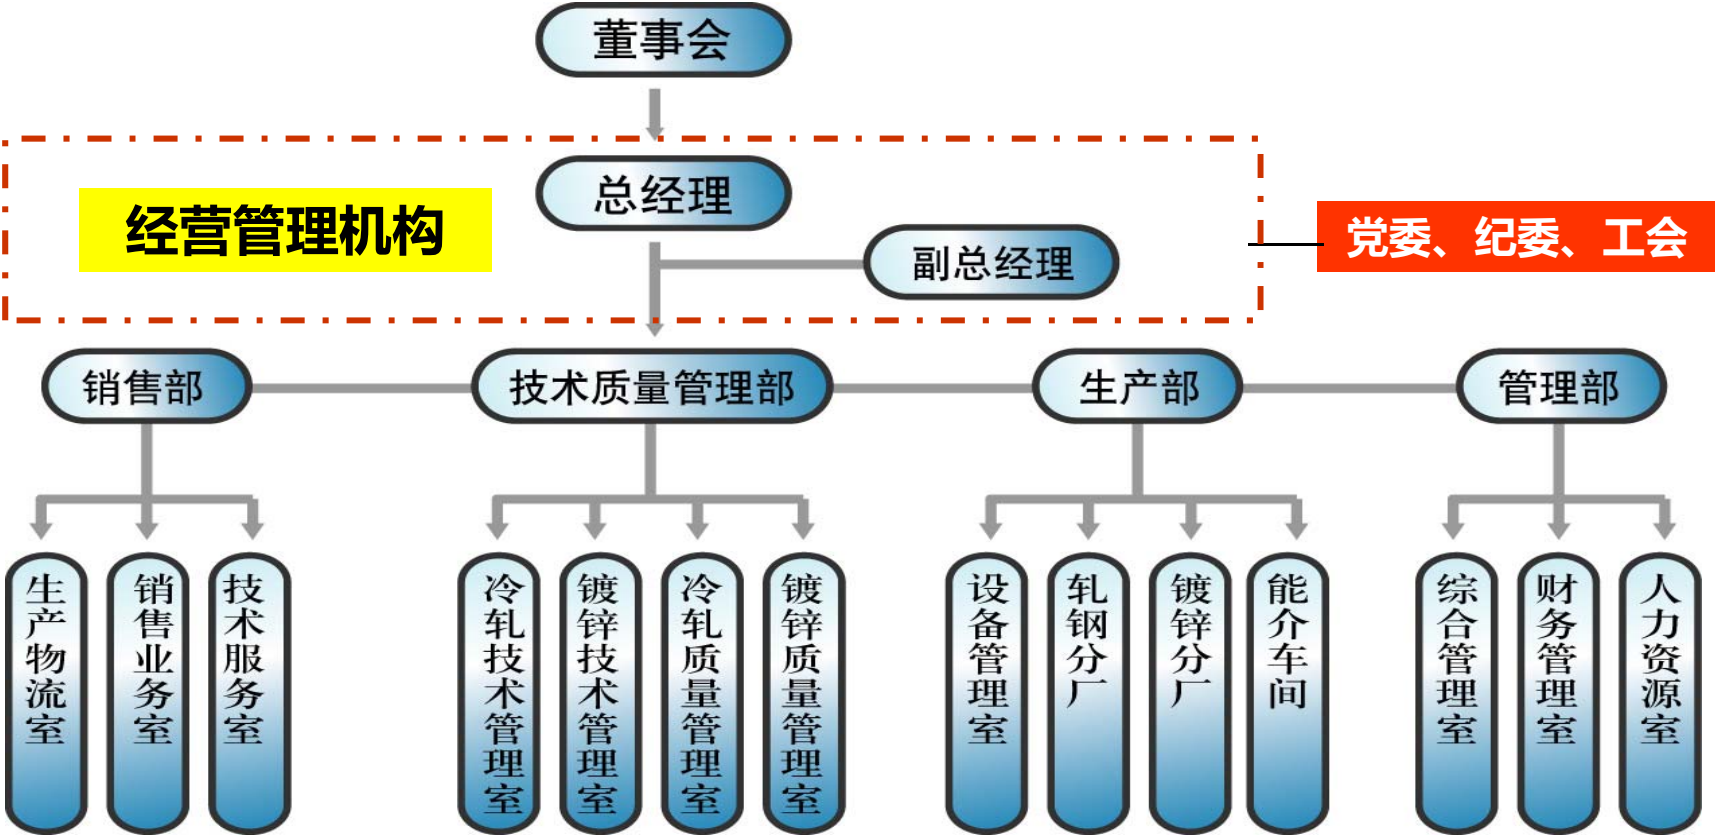 董事会
总经理
经营管理机构
党委、纪委、工会
副总经理
销售部
技术质量管理部
生产部
管理部
生产物流室
销售业务室
技术服务室
冷轧技术管理室
镀锌技术管理室
冷轧质量管理室
镀锌质量管理室
设备管理室
轧钢分厂
镀锌分厂
能介车间
综合管理室
财务管理室
人力资源室